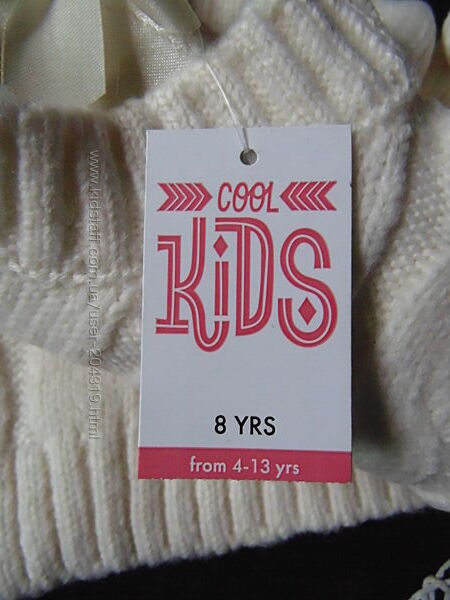 COOL
KiDS
8 YRS
from 4-13 yrs
www.kidstaff.com.ua/user-204319.html